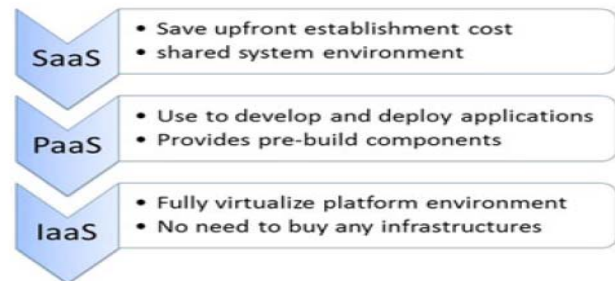 SaaS
• Save upfront establishment cost
• shared system environment
PaaS
• Use to develop and deploy applications
• Provides pre-build components
IaaS
• Fully virtualize platform environment
• No need to buy any infrastructures